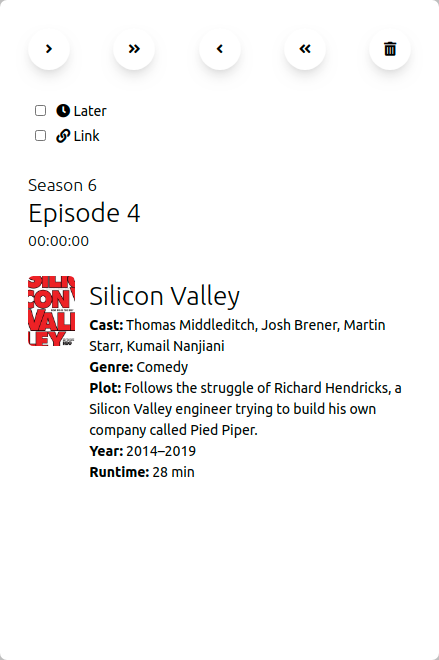 Later
Link
Season 6
Episode 4
00:00:00
SILICON
VALLEY
Silicon Valley
Cast: Thomas Middleditch, Josh Brener, Martin
Starr, Kumail Nanjiani
Genre: Comedy
Plot: Follows the struggle of Richard Hendricks, a
Silicon Valley engineer trying to build his own
company called Pied Piper.
Year: 2014–2019
Runtime: 28 min